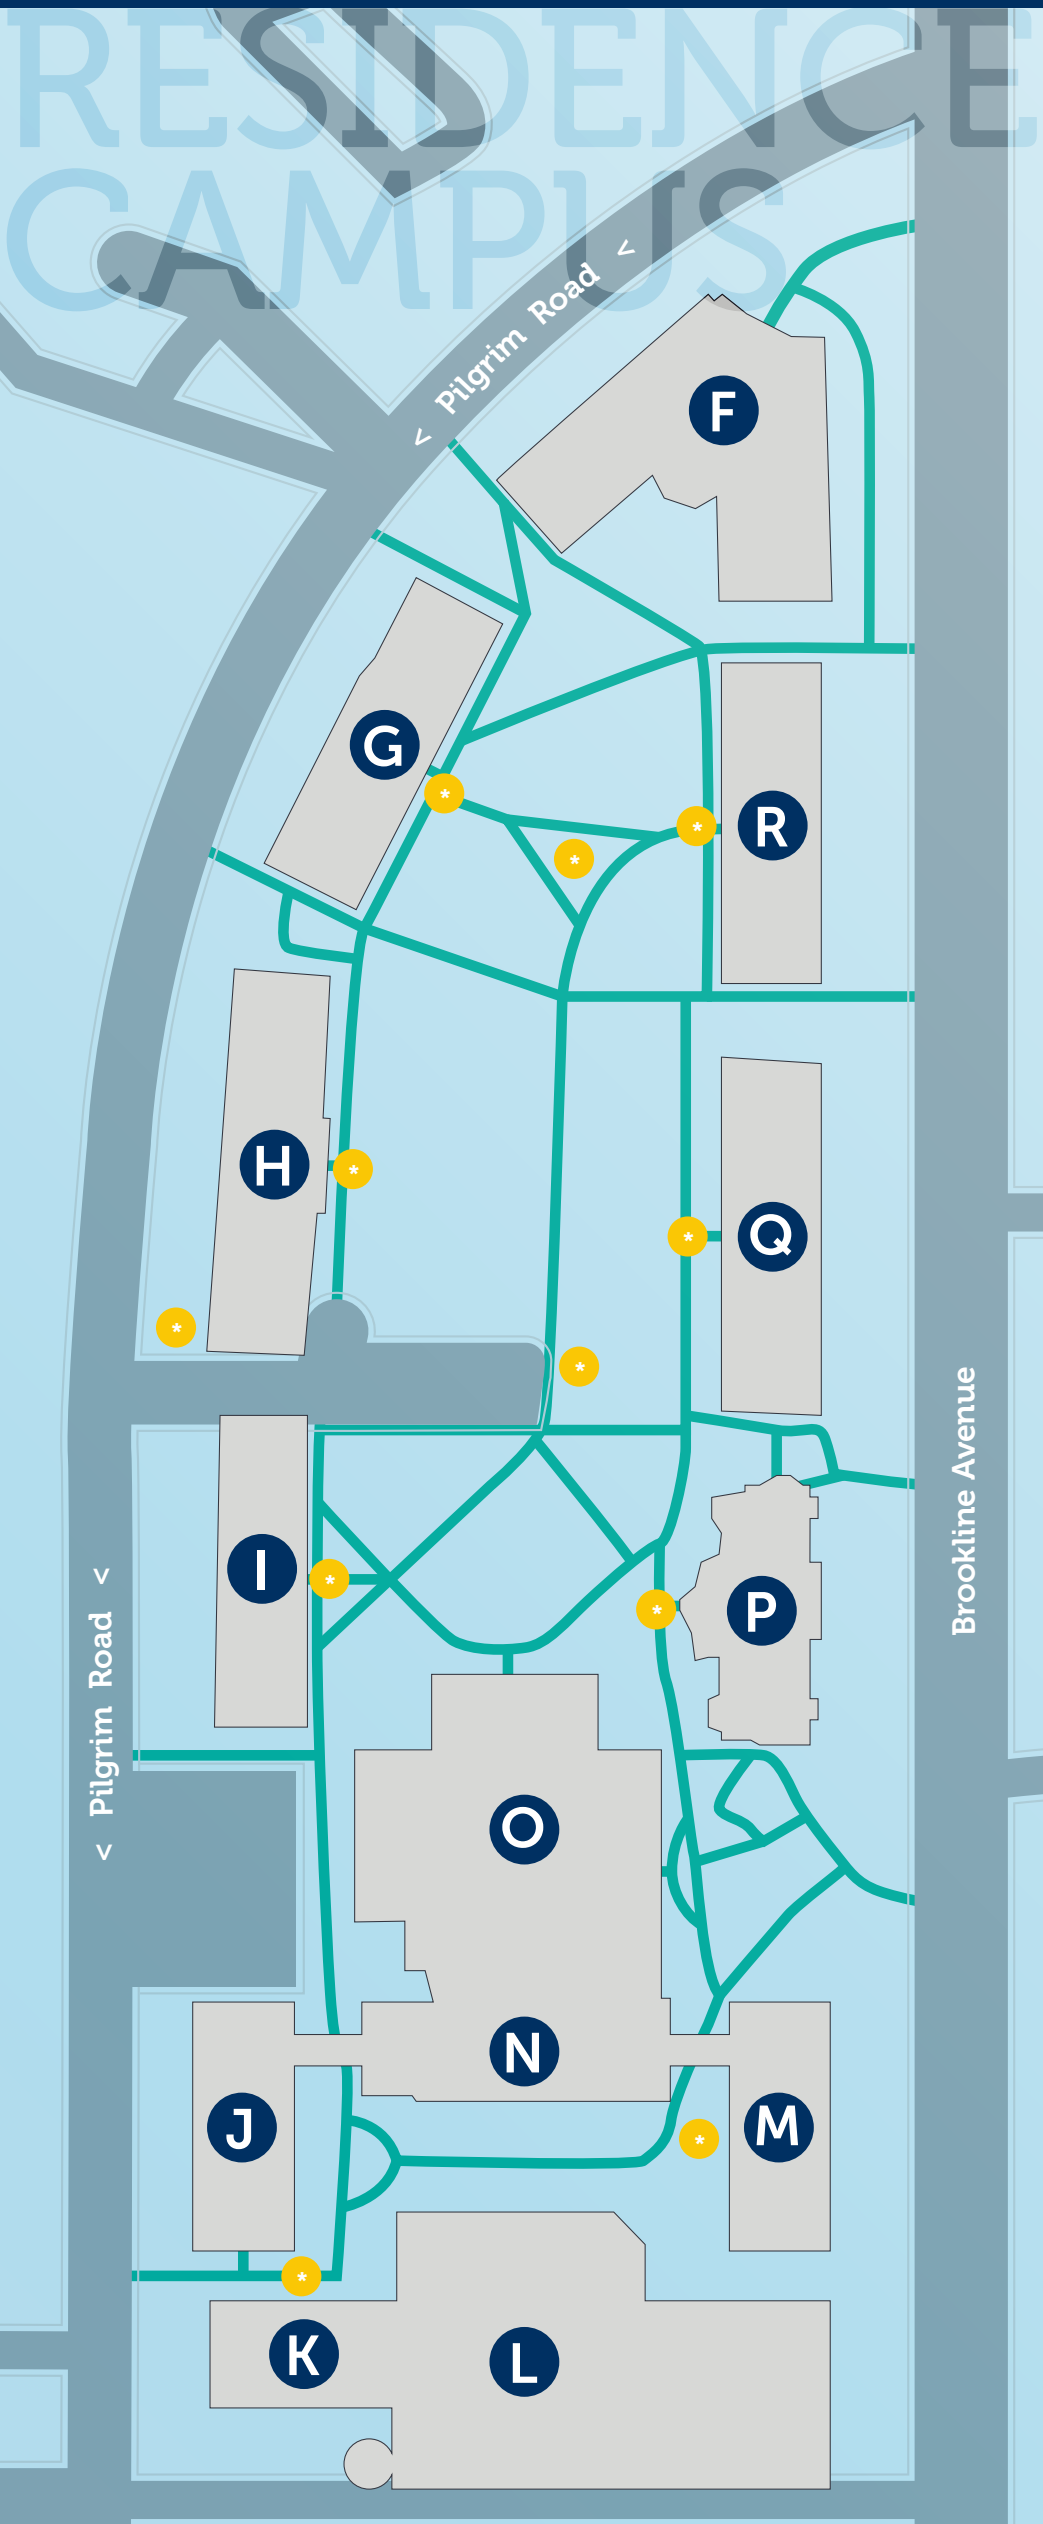 RESIDENCE
CAMPUS
< Pilgrim Road <
F
G
*
*
*
R
H
*
*
Q
*
*
I
*
*
P
< Pilgrim Road <
Brookline Avenue
O
N
J
*
M
*
K
L